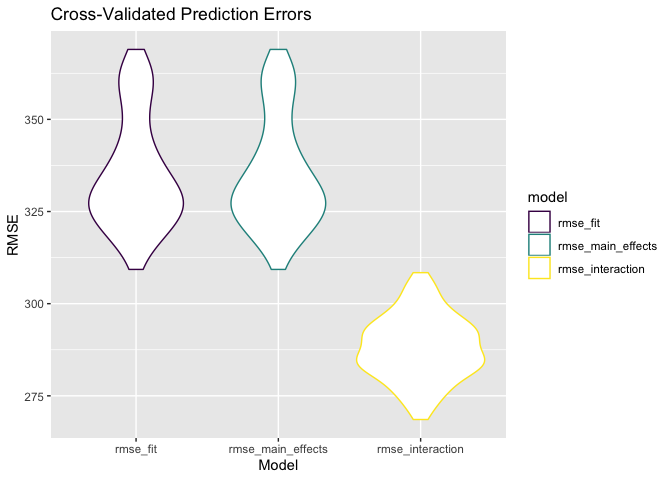 Cross-Validated Prediction Errors
RMSE
350
325
300
275
rmse_fit
rmse_main_effects
rmse_interaction
Model
model
rmse_fit
rmse_main_effects
rmse_interaction